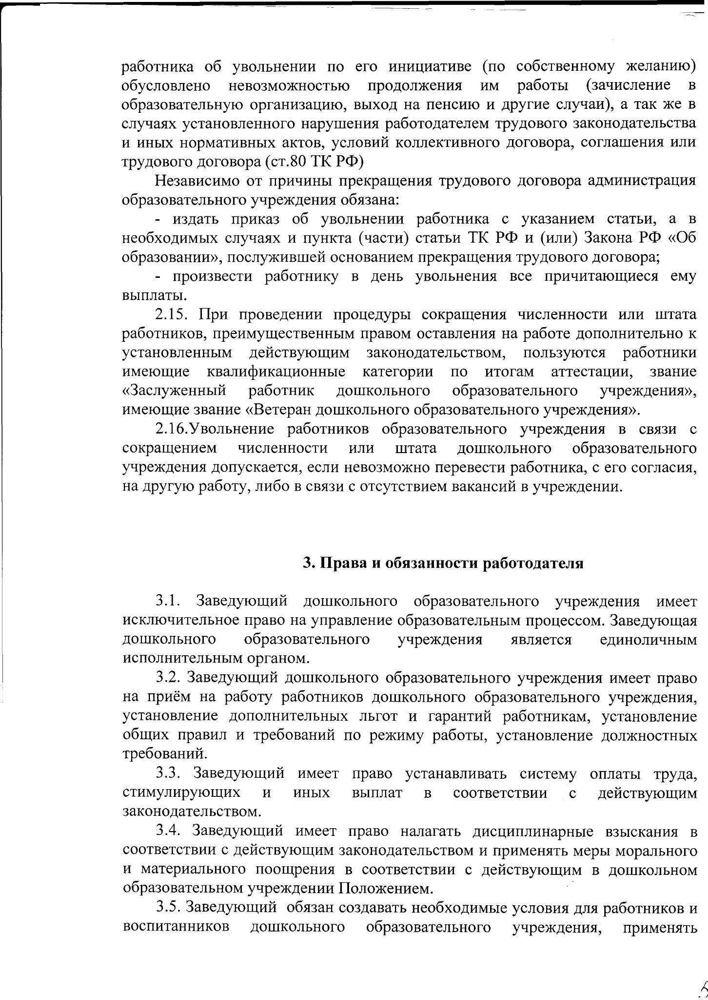 работника об увольнении по его инициативе (по собственному желанию)
обусловлено невозможностью продолжения им работы (зачисление в
образовательную организацию, выход на пенсию и другие случаи), а так же в
случаях установленного нарушения работодателем трудового законодательства
и иных нормативных актов, условий коллективного договора, соглашения или
трудового договора (ст.80 ТК РФ)
Независимо от причины прекращения трудового договора администрация
образовательного учреждения обязана:
- издать приказ об увольнении работника с указанием статьи, а в
необходимых случаях и пункта (части) статьи ТК РФ и (или) Закона РФ «Об
образовании», послужившей основанием прекращения трудового договора;
- произвести работнику в день увольнения все причитающиеся ему
выплаты.
2.15. При проведении процедуры сокращения численности или штата
работников, преимущественным правом оставления на работе дополнительно к
установленным действующим законодательством, пользуются работники
имеющие квалификационные категории по итогам аттестации, звание
«Заслуженный работник дошкольного образовательного учреждения»,
имеющие звание «Ветеран дошкольного образовательного учреждения».
2.16.Увольнение работников образовательного учреждения в связи с
сокращением численности или штата дошкольного образовательного
учреждения допускается, если невозможно перевести работника, с его согласия,
на другую работу, либо в связи с отсутствием вакансий в учреждении.
3. Права и обязанности работодателя
3.1. Заведующий дошкольного образовательного учреждения имеет
исключительное право на управление образовательным процессом. Заведующая
дошкольного образовательного учреждения является единоличным
исполнительным органом.
3.2. Заведующий дошкольного образовательного учреждения имеет право
на приём на работу работников дошкольного образовательного учреждения,
установление дополнительных льгот и гарантий работникам, установление
общих правил и требований по режиму работы, установление должностных
требований.
3.3. Заведующий имеет право устанавливать систему оплаты труда,
стимулирующих и иных выплат в соответствии с действующим
законодательством.
3.4. Заведующий имеет право налагать дисциплинарные взыскания в
соответствии с действующим законодательством и применять меры морального
и материального поощрения в соответствии с действующим в дошкольном
образовательном учреждении Положением.
3.5. Заведующий обязан создавать необходимые условия для работников и
воспитанников дошкольного образовательного учреждения, применять
5